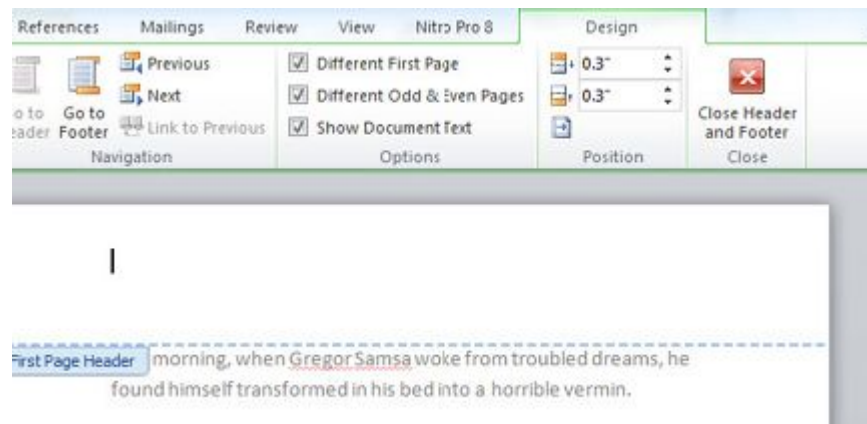 References Mailings Review View Nitro Pro 8 Design
Previous Different First Page 0.3"
Go to Next Different Odd & Even Pages 0.3" Close Header
Footer Link to Previous Show Document Text and Footer
Navigation Options Position Close
First Page Header morning, when Gregor Samsa woke from troubled dreams, he
found himself transformed in his bed into a horrible vermin.